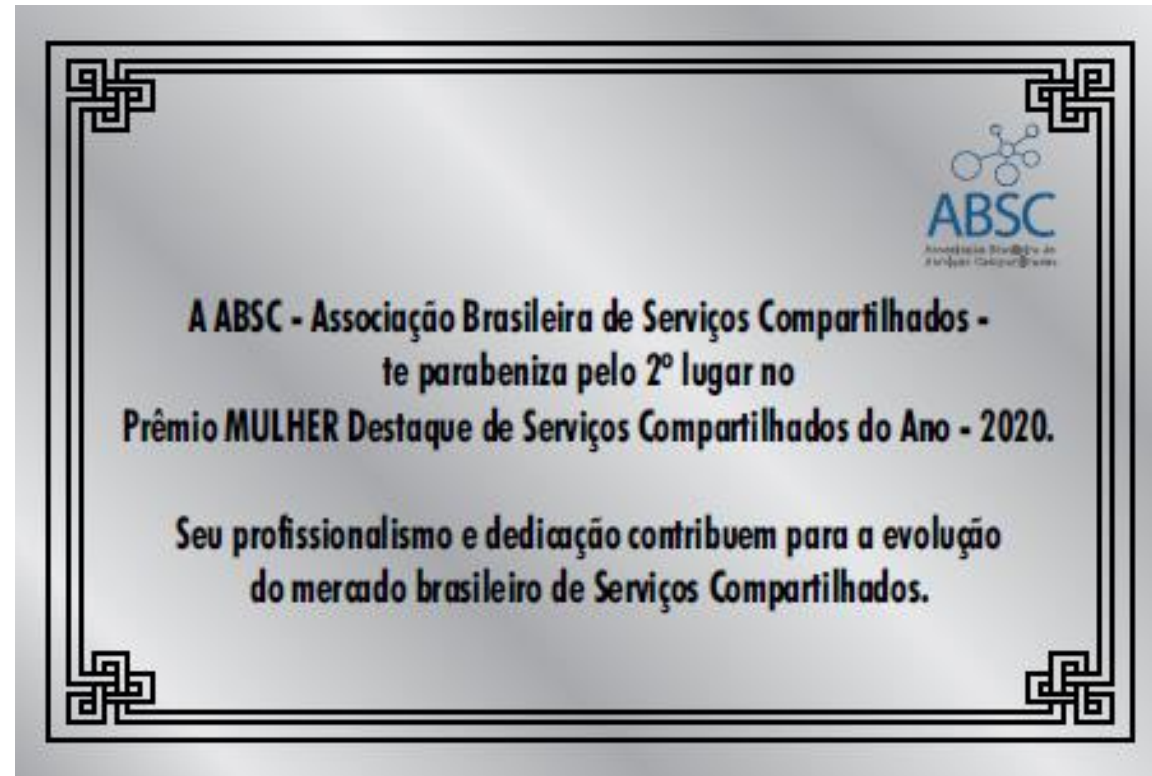 ABSC
A ABSC - Associação Brasileira de Serviços Compartilhados -
te parabeniza pelo 2º lugar no
Prêmio MULHER Destaque de Serviços Compartilhados do Ano - 2020.
Seu profissionalismo e dedicação contribuem para a evolução
do mercado brasileiro de Serviços Compartilhados.